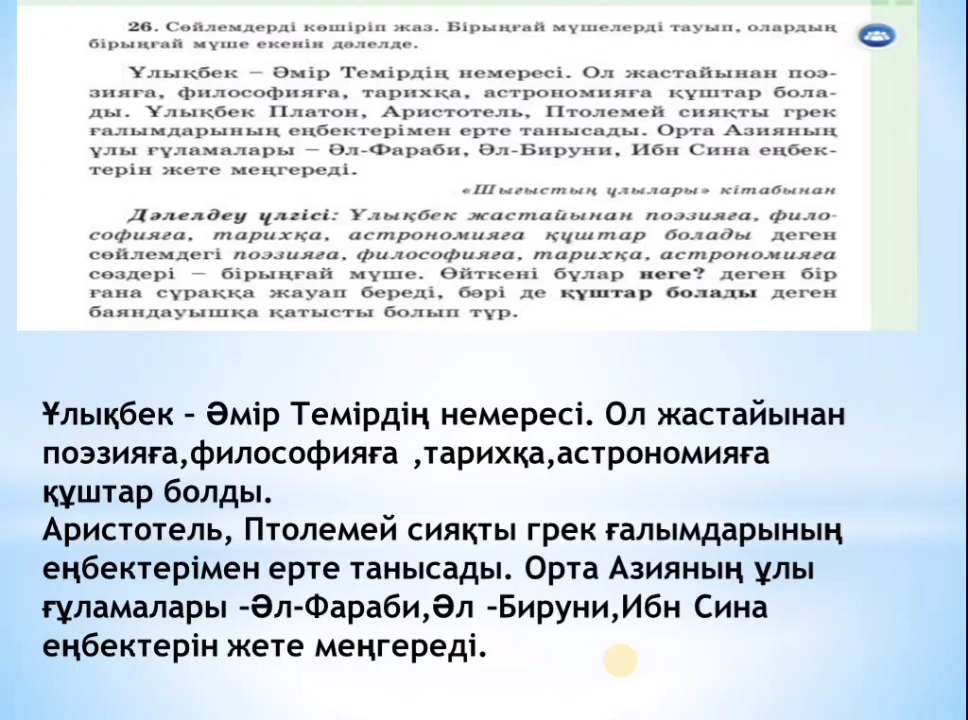 26. Сөйлемдерді көшіріп жаз. Бірыңғай мүшелерді тауып, олардың
бірыңғай мүше екенін дәлелде.
Ұлықбек – Әмір Темірдің немересі. Ол жастайынан поэ-
зияға, философияға, тарихқа, астрономияға құштар бола-
ды. Ұлықбек Платон, Аристотель, Птолемей сияқты грек
ғалымдарының еңбектерімен ерте танысады. Орта Азияның
ұлы ғұламалары – Әл-Фараби, Әл-Бируни, Ибн Сина еңбек-
терін жете меңгереді.
«Шығыстың ұлылары» кітабынан
Дәлелдеу үлгісі: Ұлықбек жастайынан поэзияға, фило-
софияға, тарихқа, астрономияға құштар болады деген
сөйлемдегі поэзияға, философияға, тарихқа, астрономияға
сөздері – бірыңғай мүше. Өйткені бұлар неге? деген бір
ғана сұраққа жауап береді, бәрі де құштар болады деген
баяндауышқа қатысты болып тұр.
Ұлықбек – Әмір Темірдің немересі. Ол жастайынан
поэзияға,философияға ,тарихқа,астрономияға
құштар болды.
Аристотель, Птолемей сияқты грек ғалымдарының
еңбектерімен ерте танысады. Орта Азияның ұлы
ғұламалары –Әл-Фараби,Әл –Бируни,Ибн Сина
еңбектерін жете меңгереді.